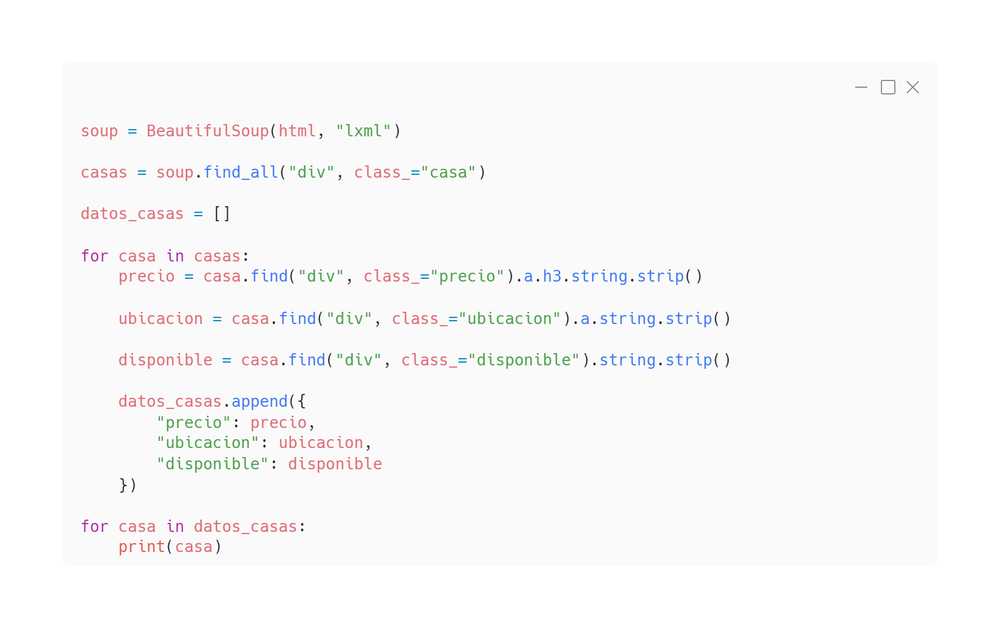 soup = BeautifulSoup(html, "lxml")
casas = soup.find_all("div", class_="casa")
datos_casas = []
for casa in casas:
    precio = casa.find("div", class_="precio").a.h3.string.strip()
    ubicacion = casa.find("div", class_="ubicacion").a.string.strip()
    disponible = casa.find("div", class_="disponible").string.strip()
    datos_casas.append({
        "precio": precio,
        "ubicacion": ubicacion,
        "disponible": disponible
    })
for casa in datos_casas:
    print(casa)